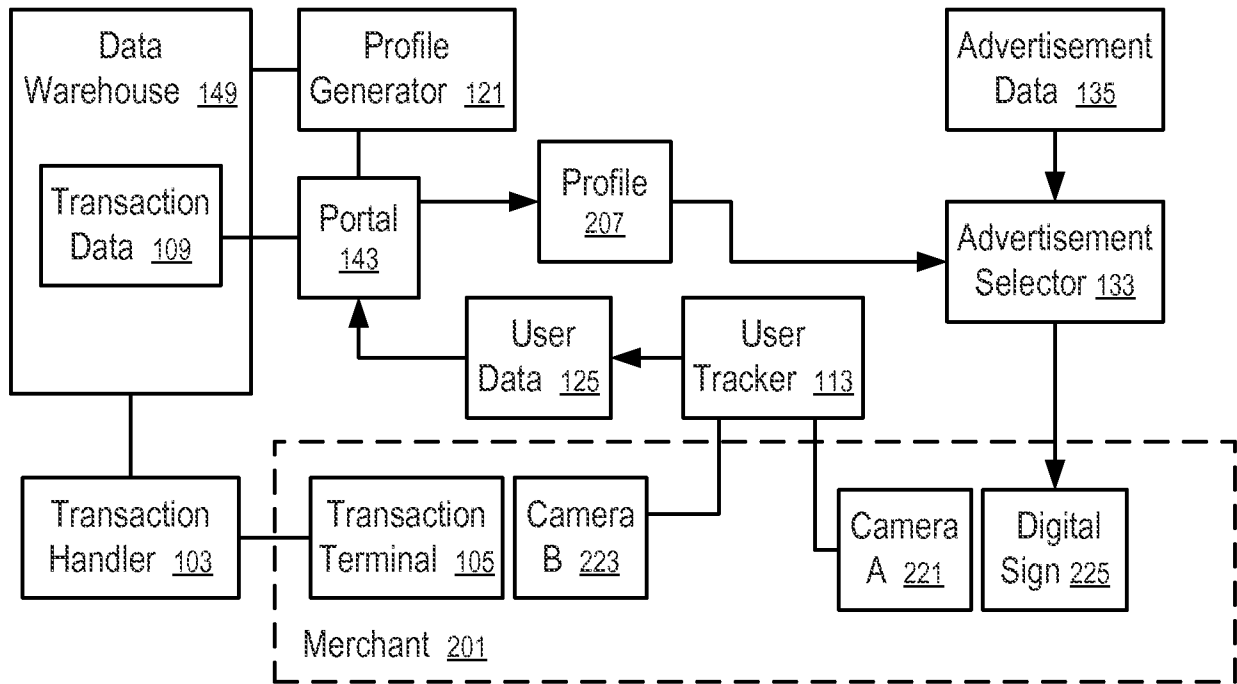 Data
Warehouse 149
Profile
Generator 121
Advertisement
Data 135
Transaction
Data 109
Portal
143
Profile
207
Advertisement
Selector 133
User
Data 125
User
Tracker 113
Transaction
Handler 103
Transaction
Terminal 105
Camera
B 223
Camera
A 221
Digital
Sign 225
Merchant 201